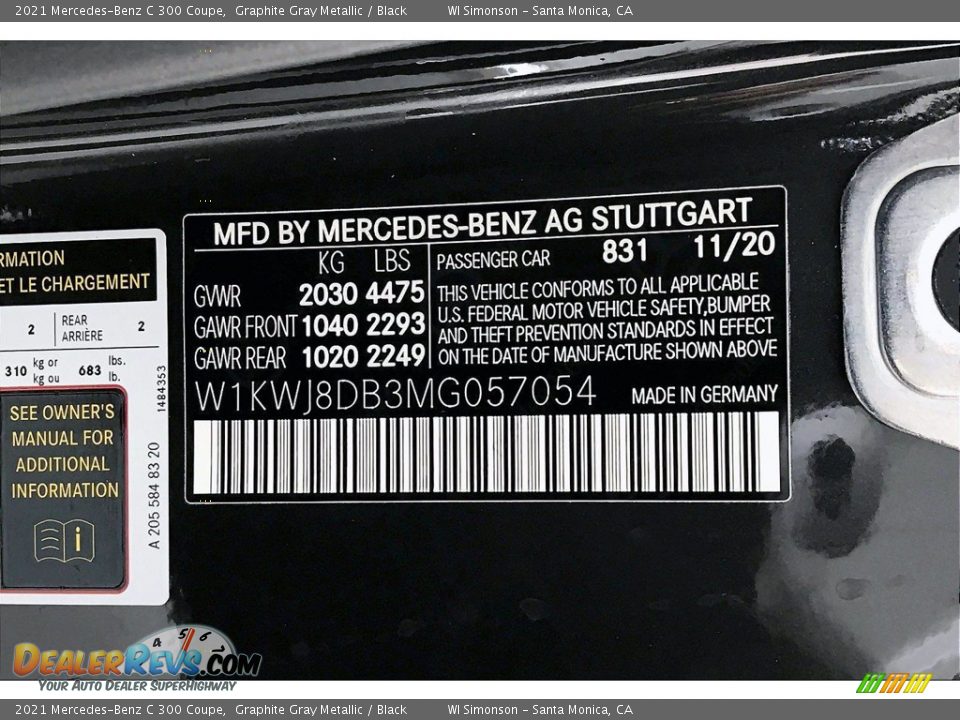 2021 Mercedes-Benz C 300 Coupe, Graphite Gray Metallic / Black WI Simonson - Santa Monica, CA
RMATION
ET LE CHARGEMENT
2 REAR ARRIÈRE 2
310 kg or kg ou 683 lbs. lb.
SEE OWNER'S
MANUAL FOR
ADDITIONAL
INFORMATION
i
1484353
A 205 584 83 20
MFD BY MERCEDES-BENZ AG STUTTGART
KG LBS
GVWR 2030 4475
GAWR FRONT 1040 2293
GAWR REAR 1020 2249
PASSENGER CAR 831 11/20
THIS VEHICLE CONFORMS TO ALL APPLICABLE
U.S. FEDERAL MOTOR VEHICLE SAFETY, BUMPER
AND THEFT PREVENTION STANDARDS IN EFFECT
ON THE DATE OF MANUFACTURE SHOWN ABOVE
W1KWJ8DB3MG057054 MADE IN GERMANY
4 5 6
DEALERREVS.COM
YOUR AUTO DEALER SUPERHIGHWAY
2021 Mercedes-Benz C 300 Coupe, Graphite Gray Metallic / Black WI Simonson - Santa Monica, CA